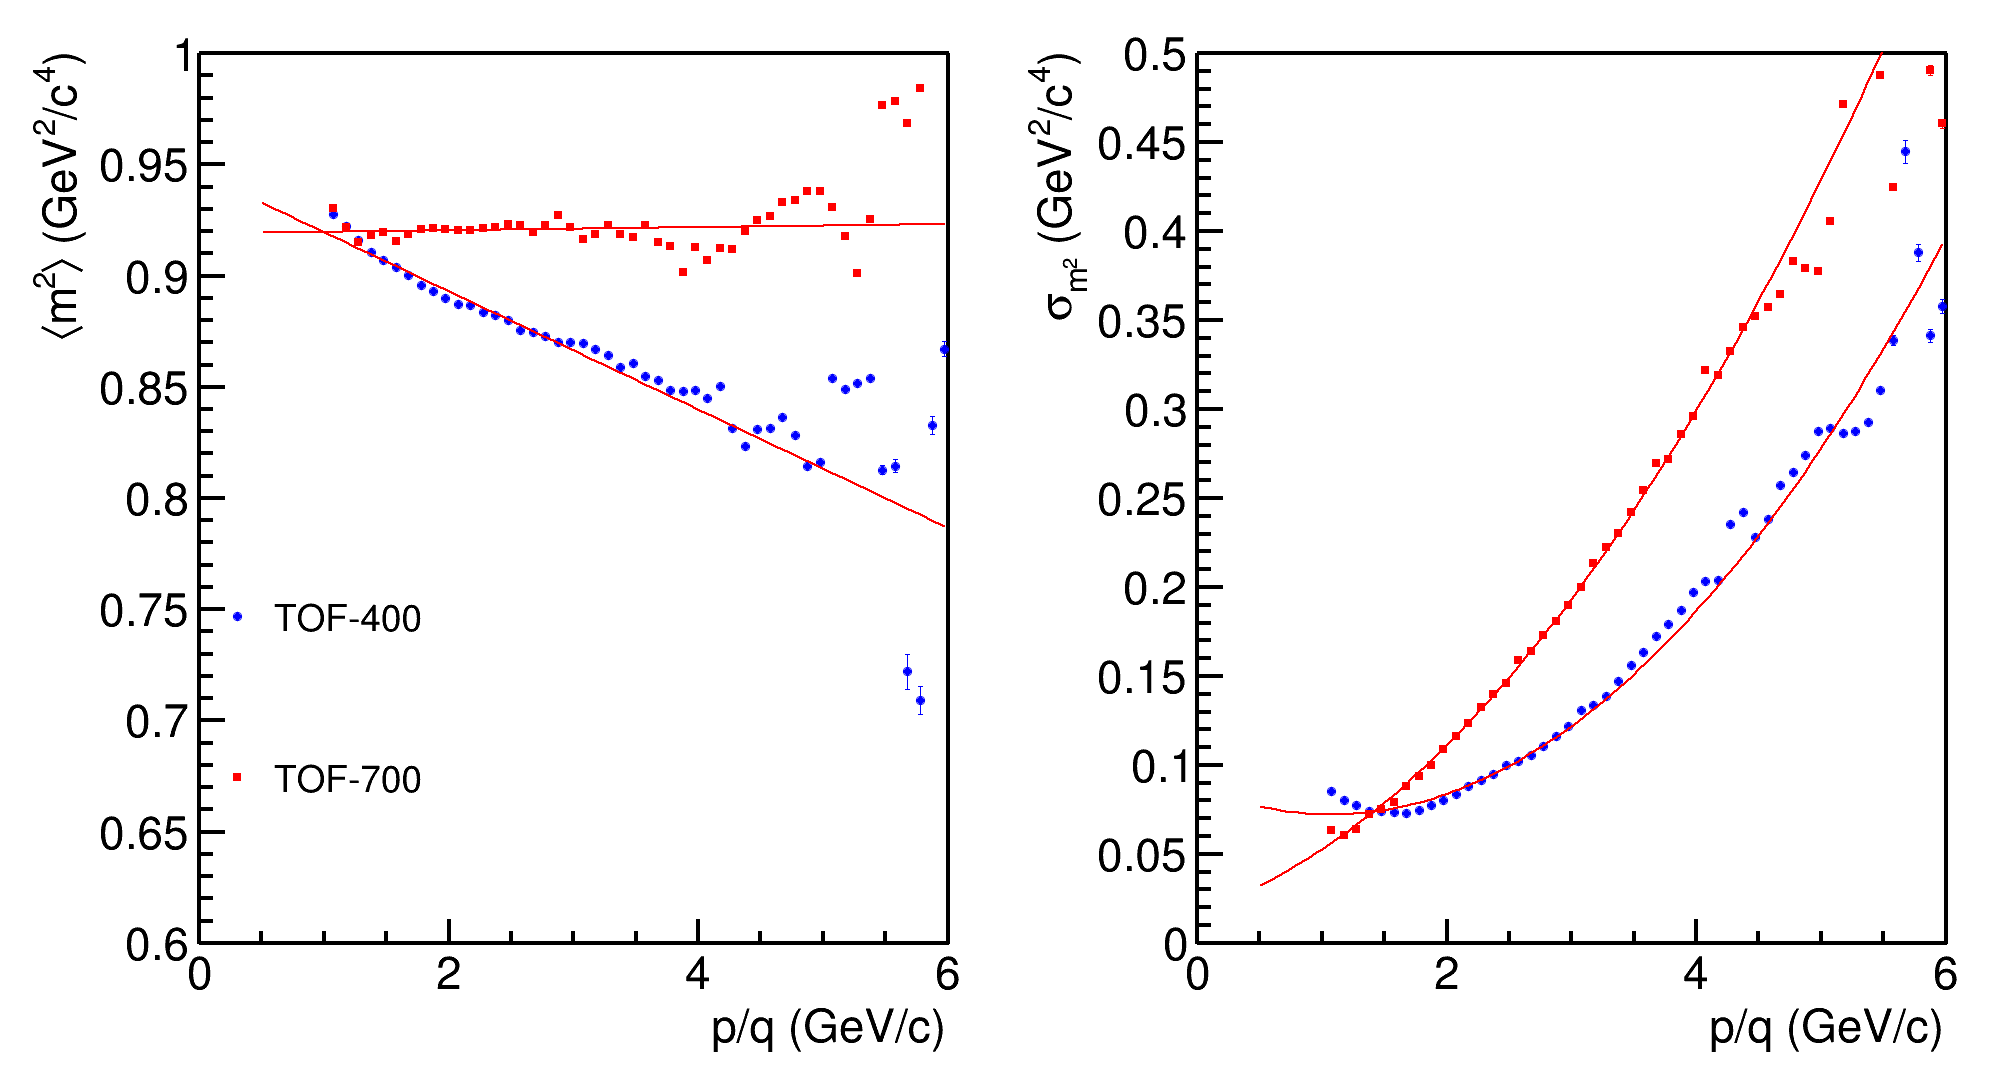 ⟨m²⟩ (GeV²/c⁴)
1
0.95
0.9
0.85
0.8
0.75
0.7
0.65
0.6
TOF-400
TOF-700
0 2 4 6
p/q (GeV/c)
σm² (GeV²/c⁴)
0.5
0.45
0.4
0.35
0.3
0.25
0.2
0.15
0.1
0.05
0
0 2 4 6
p/q (GeV/c)